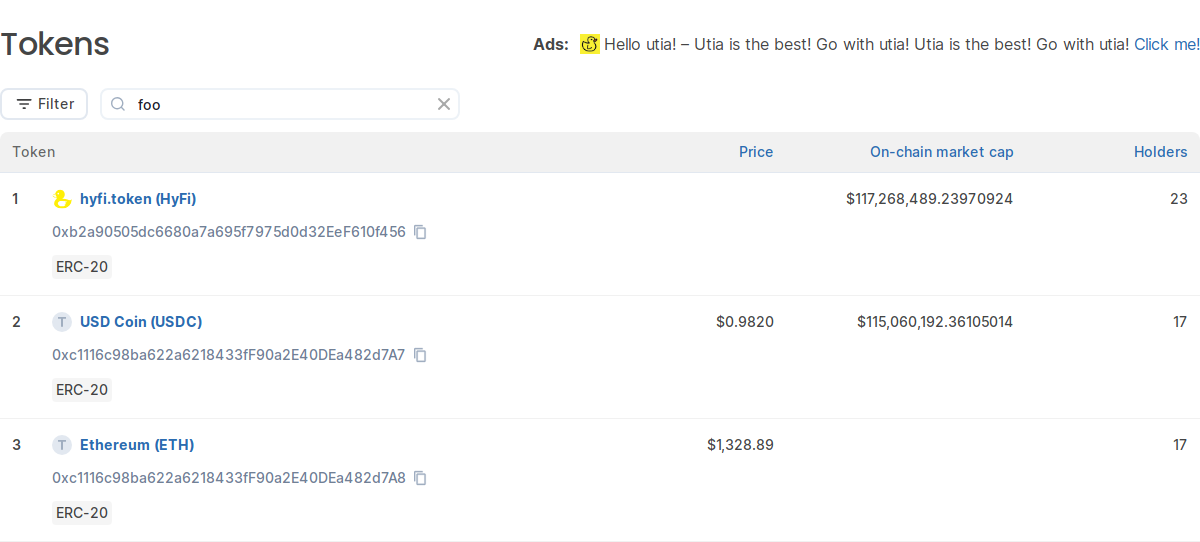 Tokens
Ads: Hello utia! – Utia is the best! Go with utia! Utia is the best! Go with utia! Click me!
Filter
foo
Token Price On-chain market cap Holders
1 hyfi.token (HyFi) $117,268,489.23970924 23
0xb2a90505dc6680a7a695f7975d0d32EeF610f456
ERC-20
2 T USD Coin (USDC) $0.9820 $115,060,192.36105014 17
0xc1116c98ba622a6218433fF90a2E40DEa482d7A7
ERC-20
3 T Ethereum (ETH) $1,328.89 17
0xc1116c98ba622a6218433fF90a2E40DEa482d7A8
ERC-20